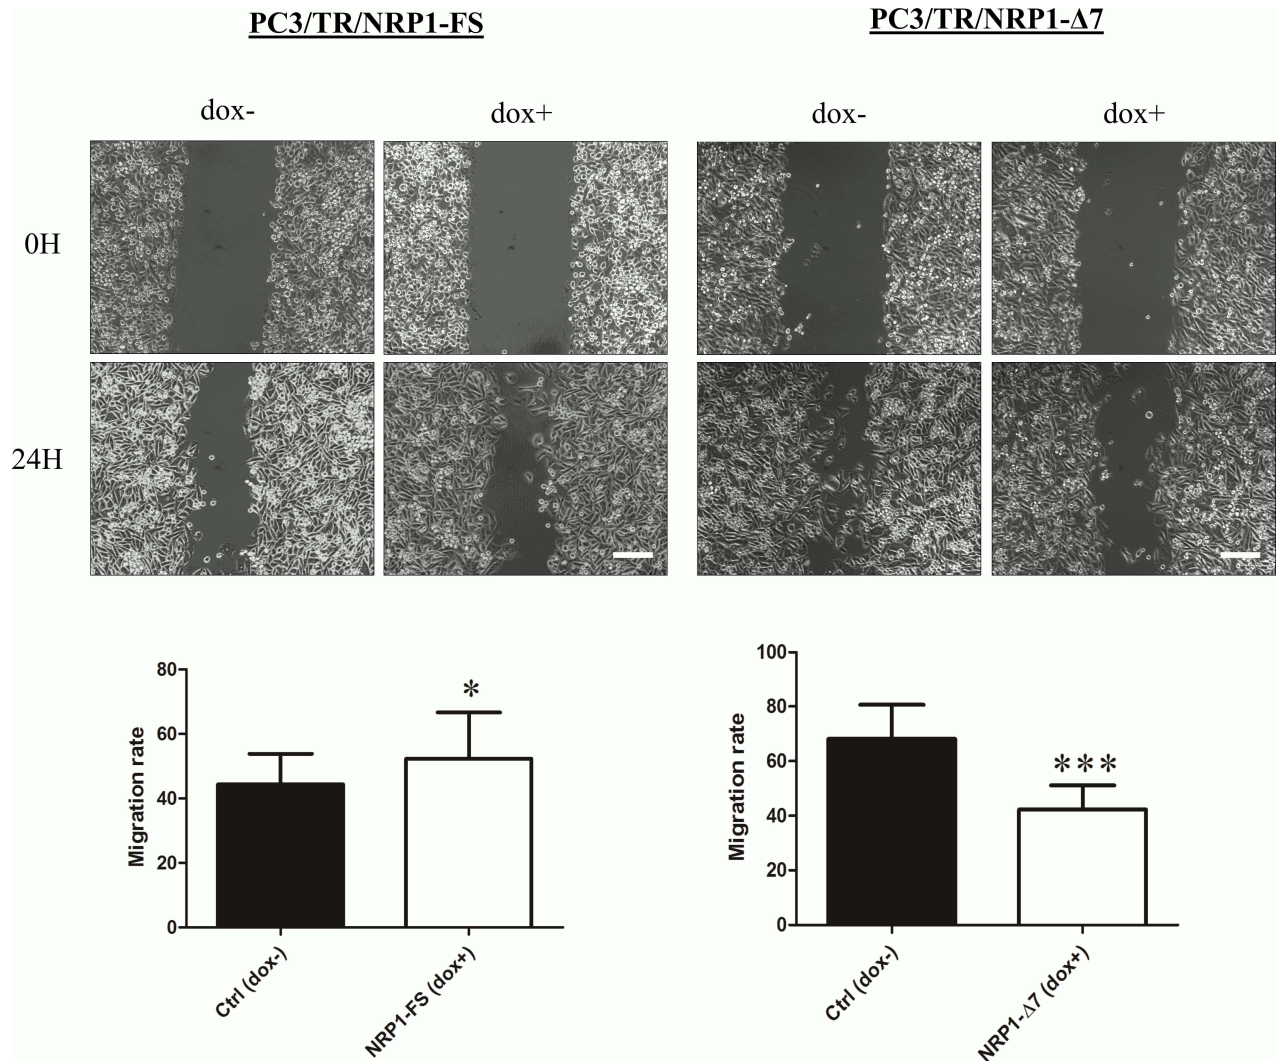 PC3/TR/NRP1-FS
PC3/TR/NRP1-Δ7
dox-
dox+
dox-
dox+
0H
24H
80
60
40
20
0
Migration rate
*
Ctrl (dox-)
NRP1-FS (dox+)
100
80
60
40
20
0
Migration rate
***
Ctrl (dox-)
NRP1-Δ7 (dox+)